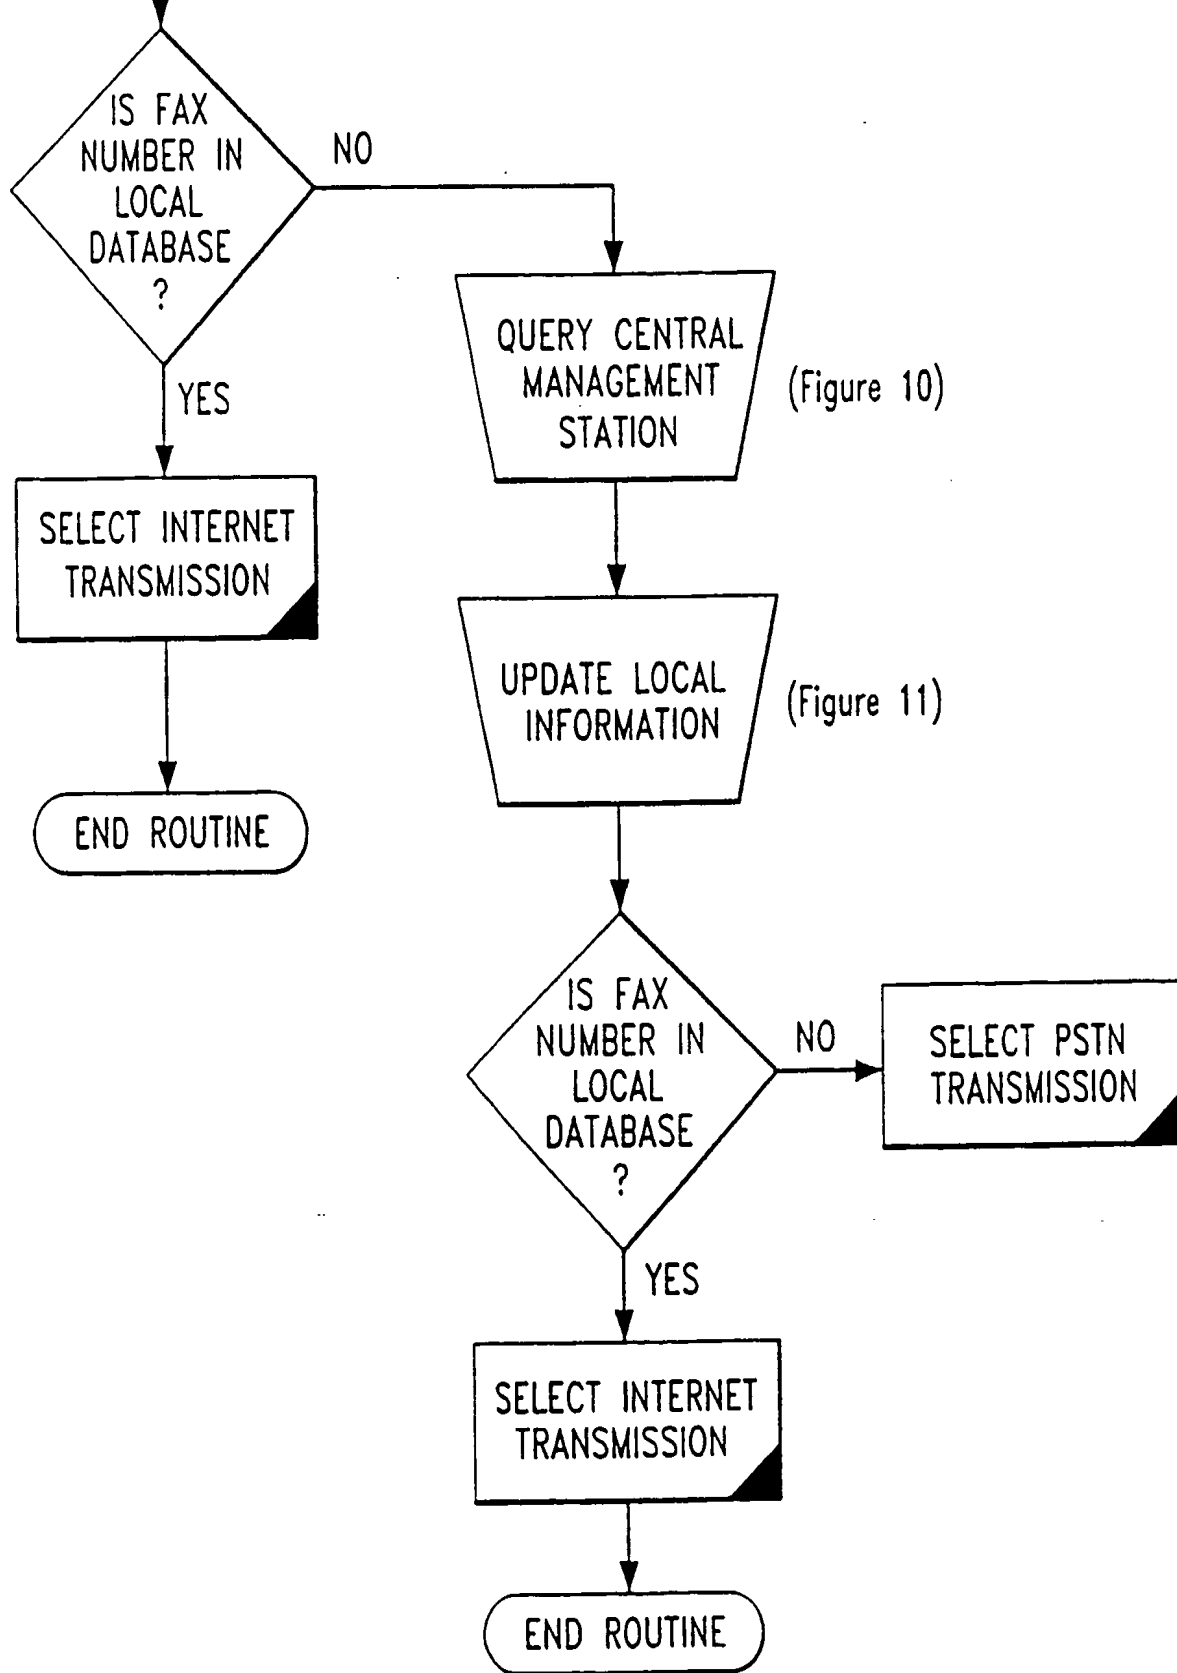 IS FAX
NUMBER IN
LOCAL
DATABASE
?
NO
YES
QUERY CENTRAL
MANAGEMENT
STATION
(Figure 10)
SELECT INTERNET
TRANSMISSION
UPDATE LOCAL
INFORMATION
(Figure 11)
END ROUTINE
IS FAX
NUMBER IN
LOCAL
DATABASE
?
NO
SELECT PSTN
TRANSMISSION
YES
SELECT INTERNET
TRANSMISSION
END ROUTINE